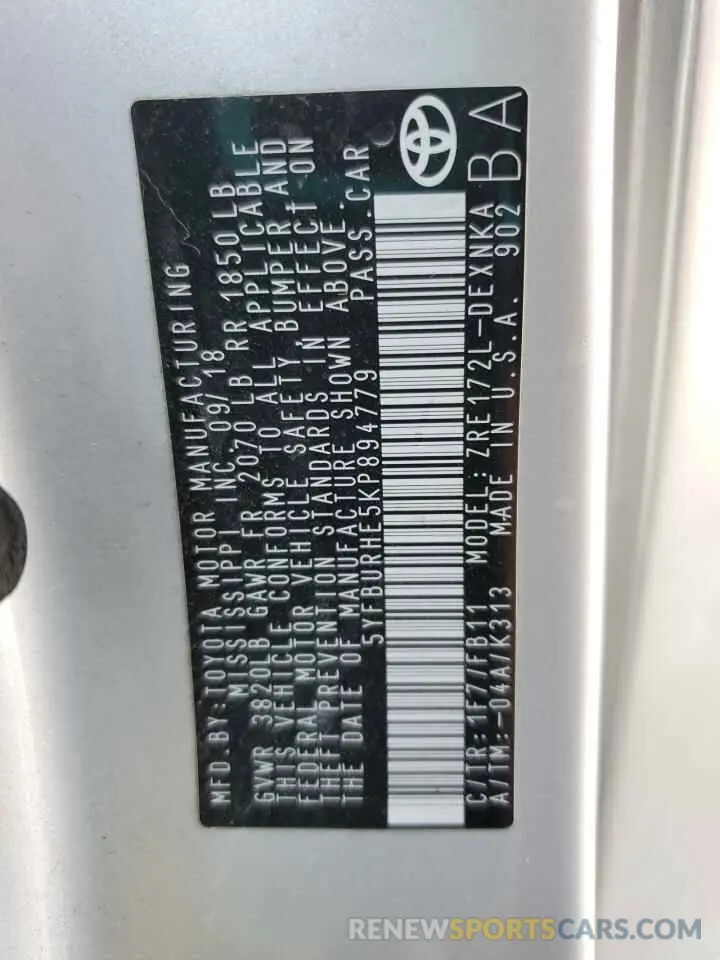 MFD.BY:TOYOTA MOTOR MANUFACTURING
MISSISSIPPI INC.09/18
GVWR 3820LB GAWR FR 2070 LB RR 1850 LB
THIS VEHICLE CONFORMS TO ALL APPLICABLE
FEDERAL MOTOR VEHICLE SAFETY BUMPER AND
THEFT PREVENTION STANDARDS IN EFFECT ON
THE DATE OF MANUFACTURE SHOWN ABOVE.
5YFBURHE5KP894779 PASS.CAR
C/TR:1F7/FB11 MODEL:ZRE172L-DEXNKA
A/TM:-04A/K313 MADE IN U.S.A. 902
BA
RENEWSPORTSCARS.COM